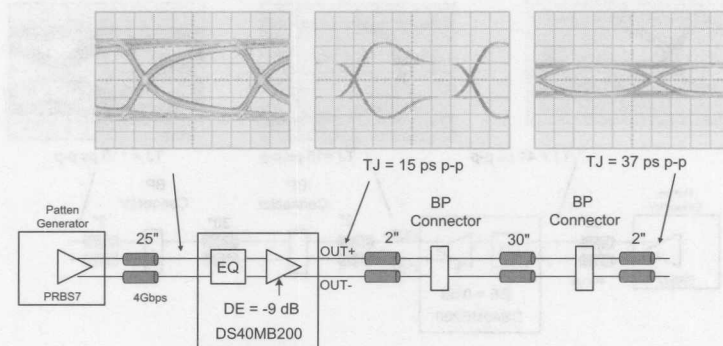 TJ = 15 ps p-p
TJ = 37 ps p-p
BP
Connector
BP
Connector
Patten
Generator
25"
OUT+
2"
30"
2"
EQ
OUT-
PRBS7
4Gbps
DE = -9 dB
DS40MB200